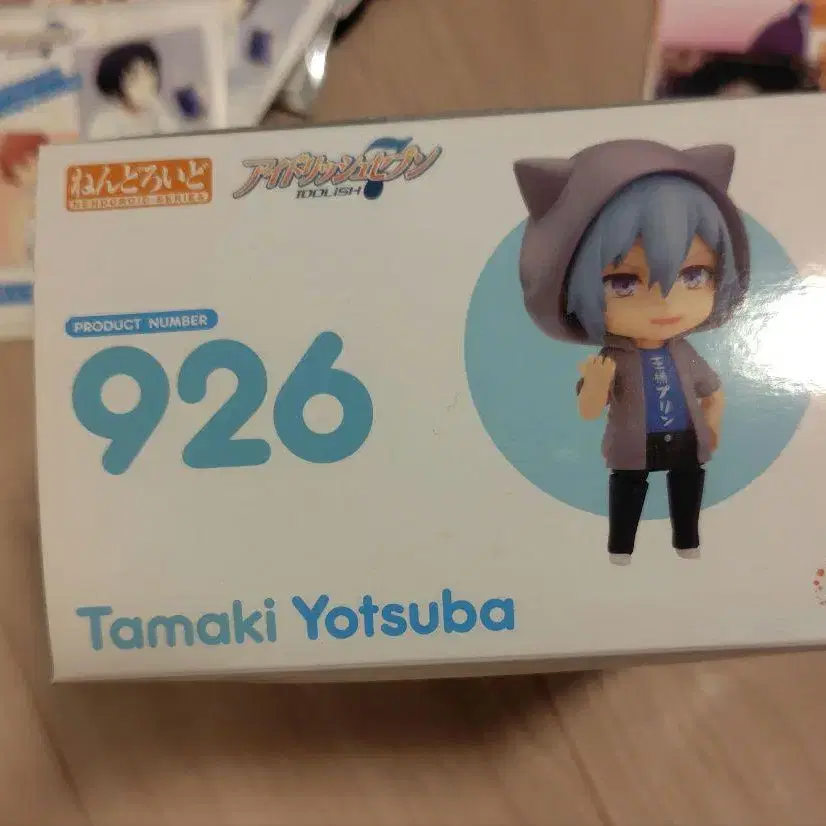 ねんどろいど
NENDOROID SERIES
アイドリッシュセブン
IDOLiSH7
PRODUCT NUMBER
926
王様プリン
Tamaki Yotsuba